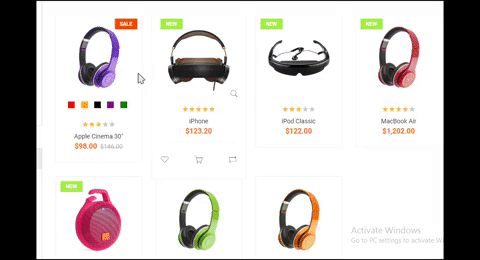 SALE
NEW
NEW
NEW
Apple Cinema 30"
$98.00 $146.00
iPhone
$123.20
iPod Classic
$122.00
MacBook Air
$1,202.00
NEW
Activate Windows
Go to PC settings to activate W